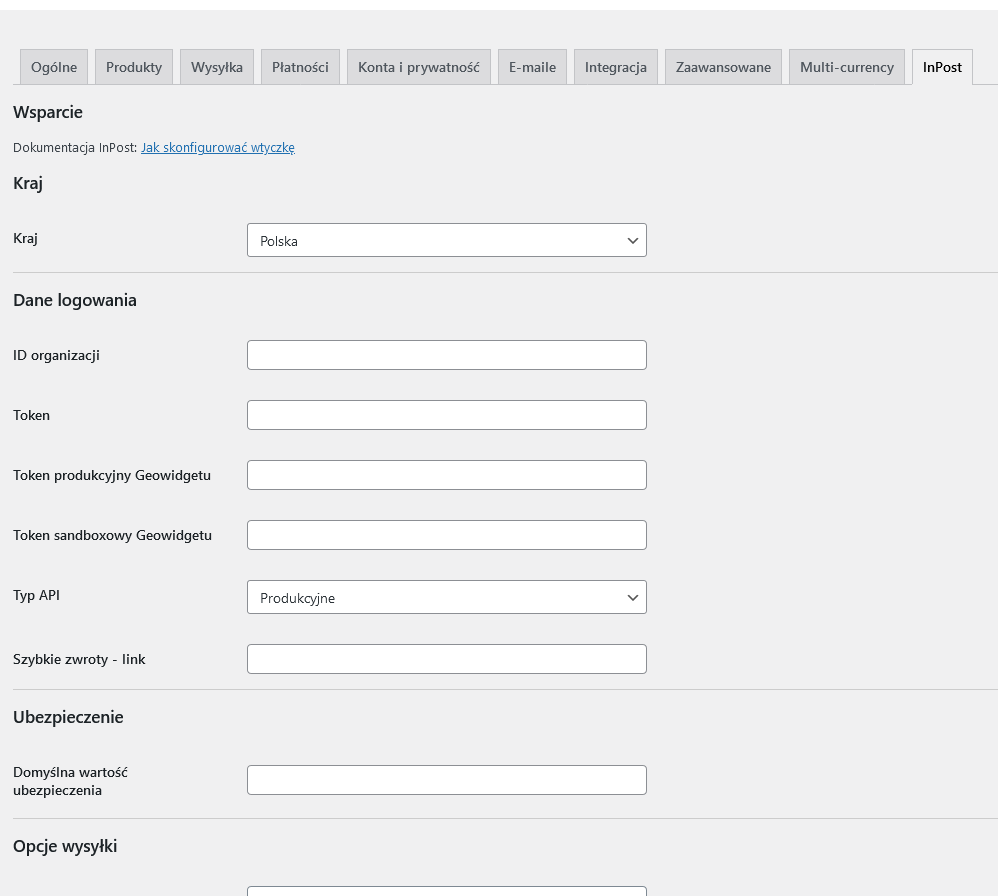 Ogólne Produkty Wysyłka Płatności Konta i prywatność E-maile Integracja Zaawansowane Multi-currency InPost
Wsparcie
Dokumentacja InPost: Jak skonfigurować wtyczkę
Kraj
Kraj Polska
Dane logowania
ID organizacji
Token
Token produkcyjny Geowidgetu
Token sandboxowy Geowidgetu
Typ API Produkcyjne
Szybkie zwroty - link
Ubezpieczenie
Domyślna wartość
ubezpieczenia
Opcje wysyłki